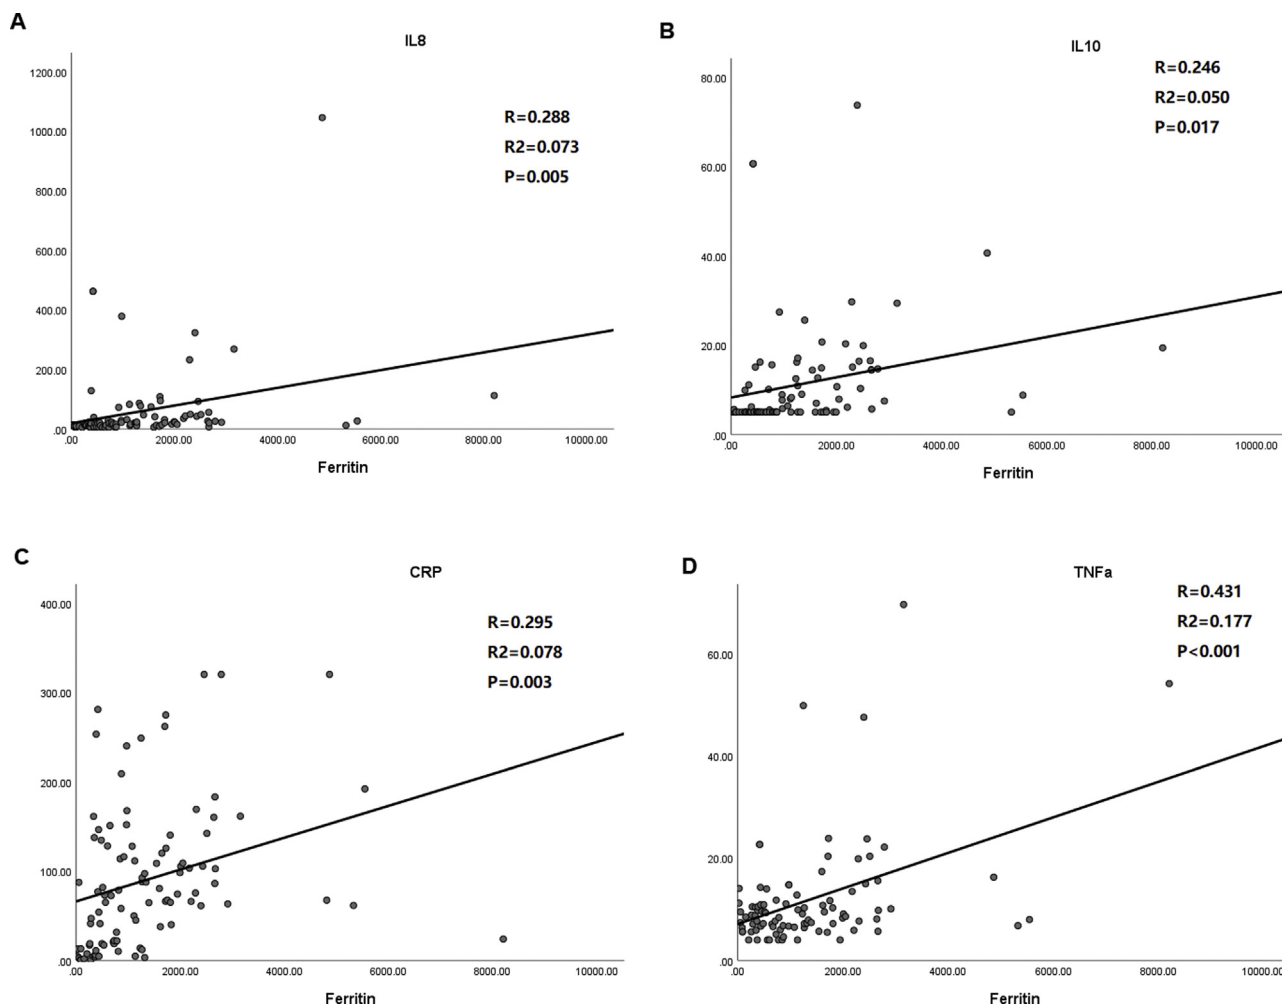 A
IL8
R=0.288
R2=0.073
P=0.005
1200.00
1000.00
800.00
600.00
400.00
200.00
.00
.00 2000.00 4000.00 6000.00 8000.00 10000.00
Ferritin
B
IL10
R=0.246
R2=0.050
P=0.017
80.00
60.00
40.00
20.00
.00
.00 2000.00 4000.00 6000.00 8000.00 10000.00
Ferritin
C
CRP
R=0.295
R2=0.078
P=0.003
400.00
300.00
200.00
100.00
.00
.00 2000.00 4000.00 6000.00 8000.00 10000.00
Ferritin
D
TNFa
R=0.431
R2=0.177
P<0.001
60.00
40.00
20.00
.00
.00 2000.00 4000.00 6000.00 8000.00 10000.00
Ferritin